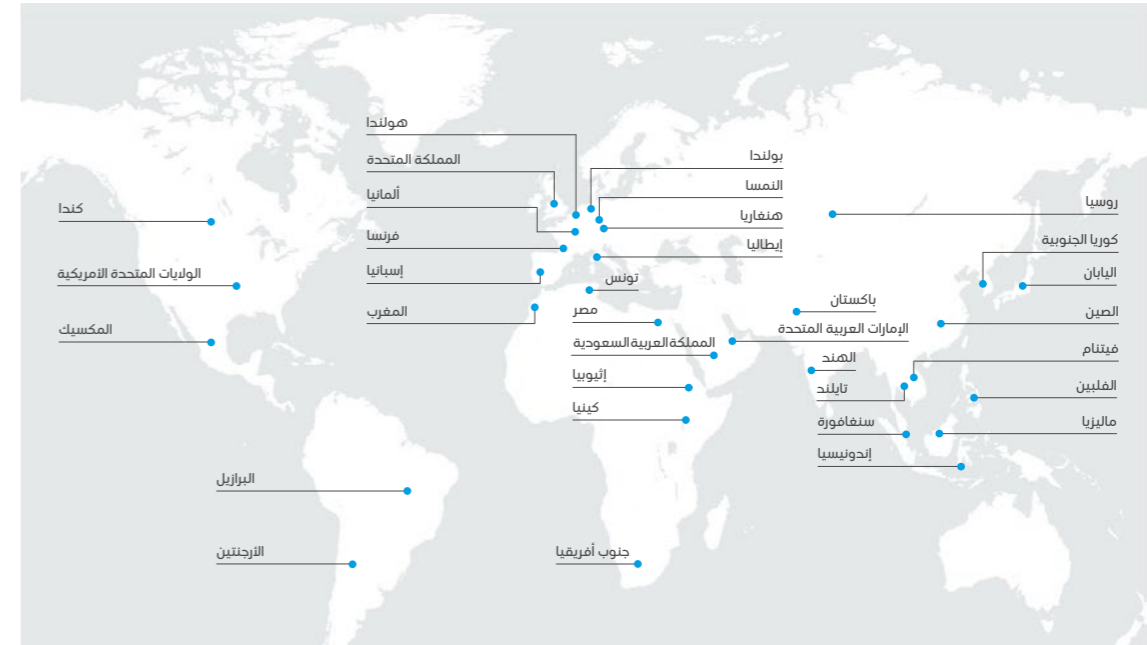 هولندا
المملكة المتحدة
ألمانيا
فرنسا
إسبانيا
المغرب
كندا
الولايات المتحدة الأمريكية
المكسيك
البرازيل
الأرجنتين
بولندا
النمسا
هنغاريا
إيطاليا
تونس
مصر
المملكة العربية السعودية
إثيوبيا
كينيا
جنوب أفريقيا
باكستان
الإمارات العربية المتحدة
الهند
تايلند
سنغافورة
إندونيسيا
روسيا
كوريا الجنوبية
اليابان
الصين
فيتنام
الفلبين
ماليزيا